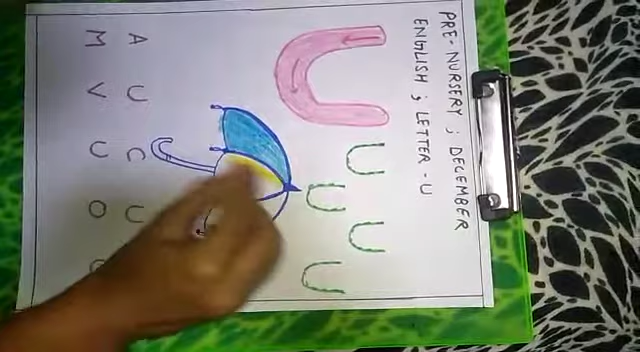 PRE-NURSERY ; DECEMBER
ENGLISH ; LETTER - U
U U U U U
A U C U
M V U O